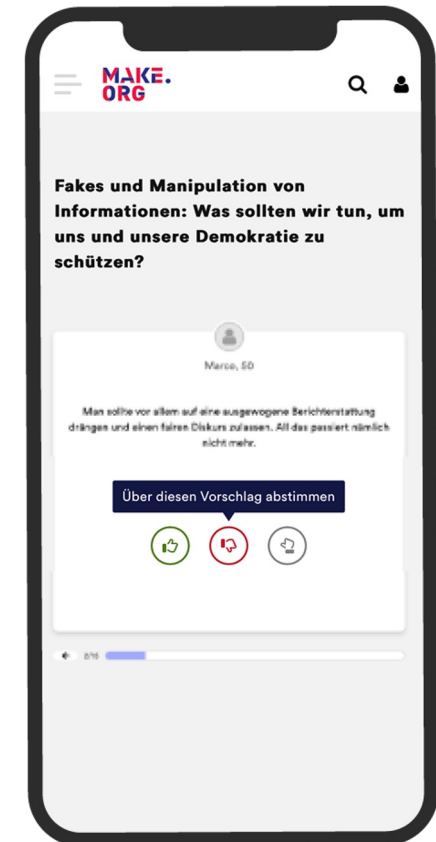 MAKE.
ORG
Fakes und Manipulation von
Informationen: Was sollten wir tun, um
uns und unsere Demokratie zu
schützen?
Marco, 50
Man sollte vor allem auf eine ausgewogene Berichterstattung
drängen und einen fairen Diskurs zulassen. All das passiert nämlich
nicht mehr.
Über diesen Vorschlag abstimmen